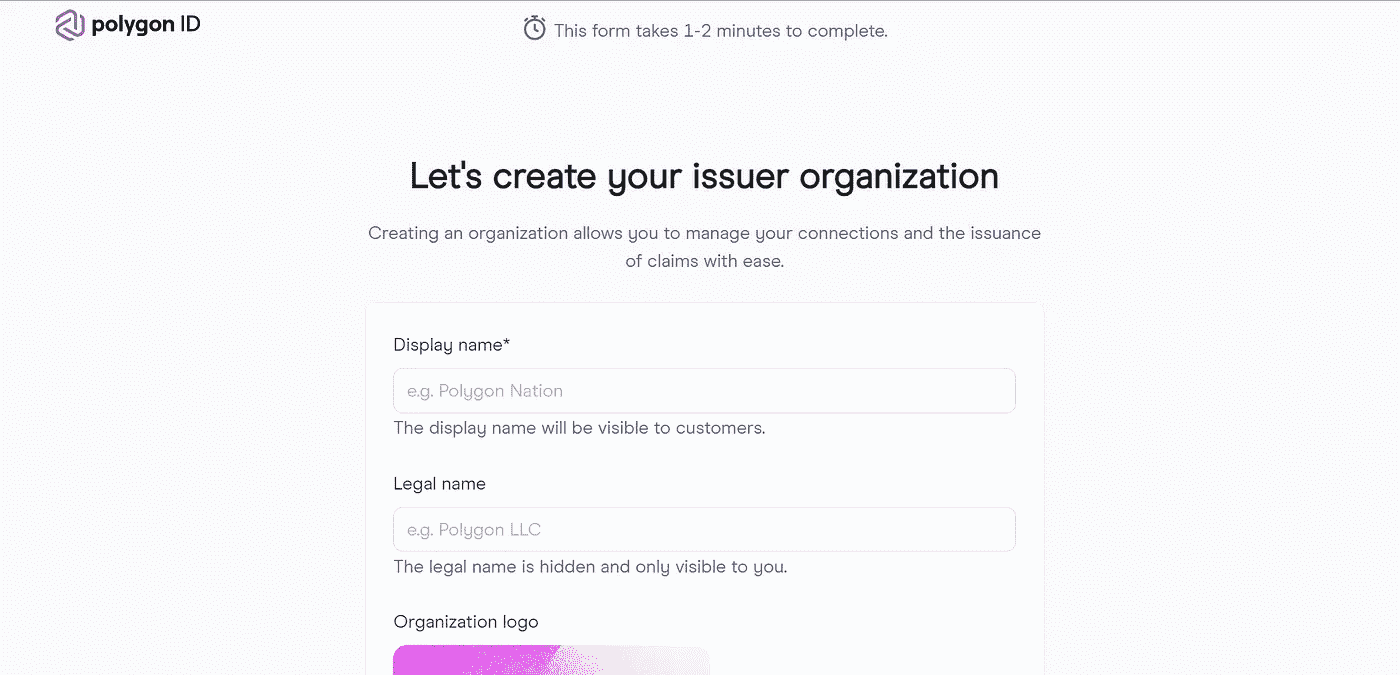 polygon ID
This form takes 1-2 minutes to complete.
Let's create your issuer organization
Creating an organization allows you to manage your connections and the issuance
of claims with ease.
Display name*
e.g. Polygon Nation
The display name will be visible to customers.
Legal name
e.g. Polygon LLC
The legal name is hidden and only visible to you.
Organization logo